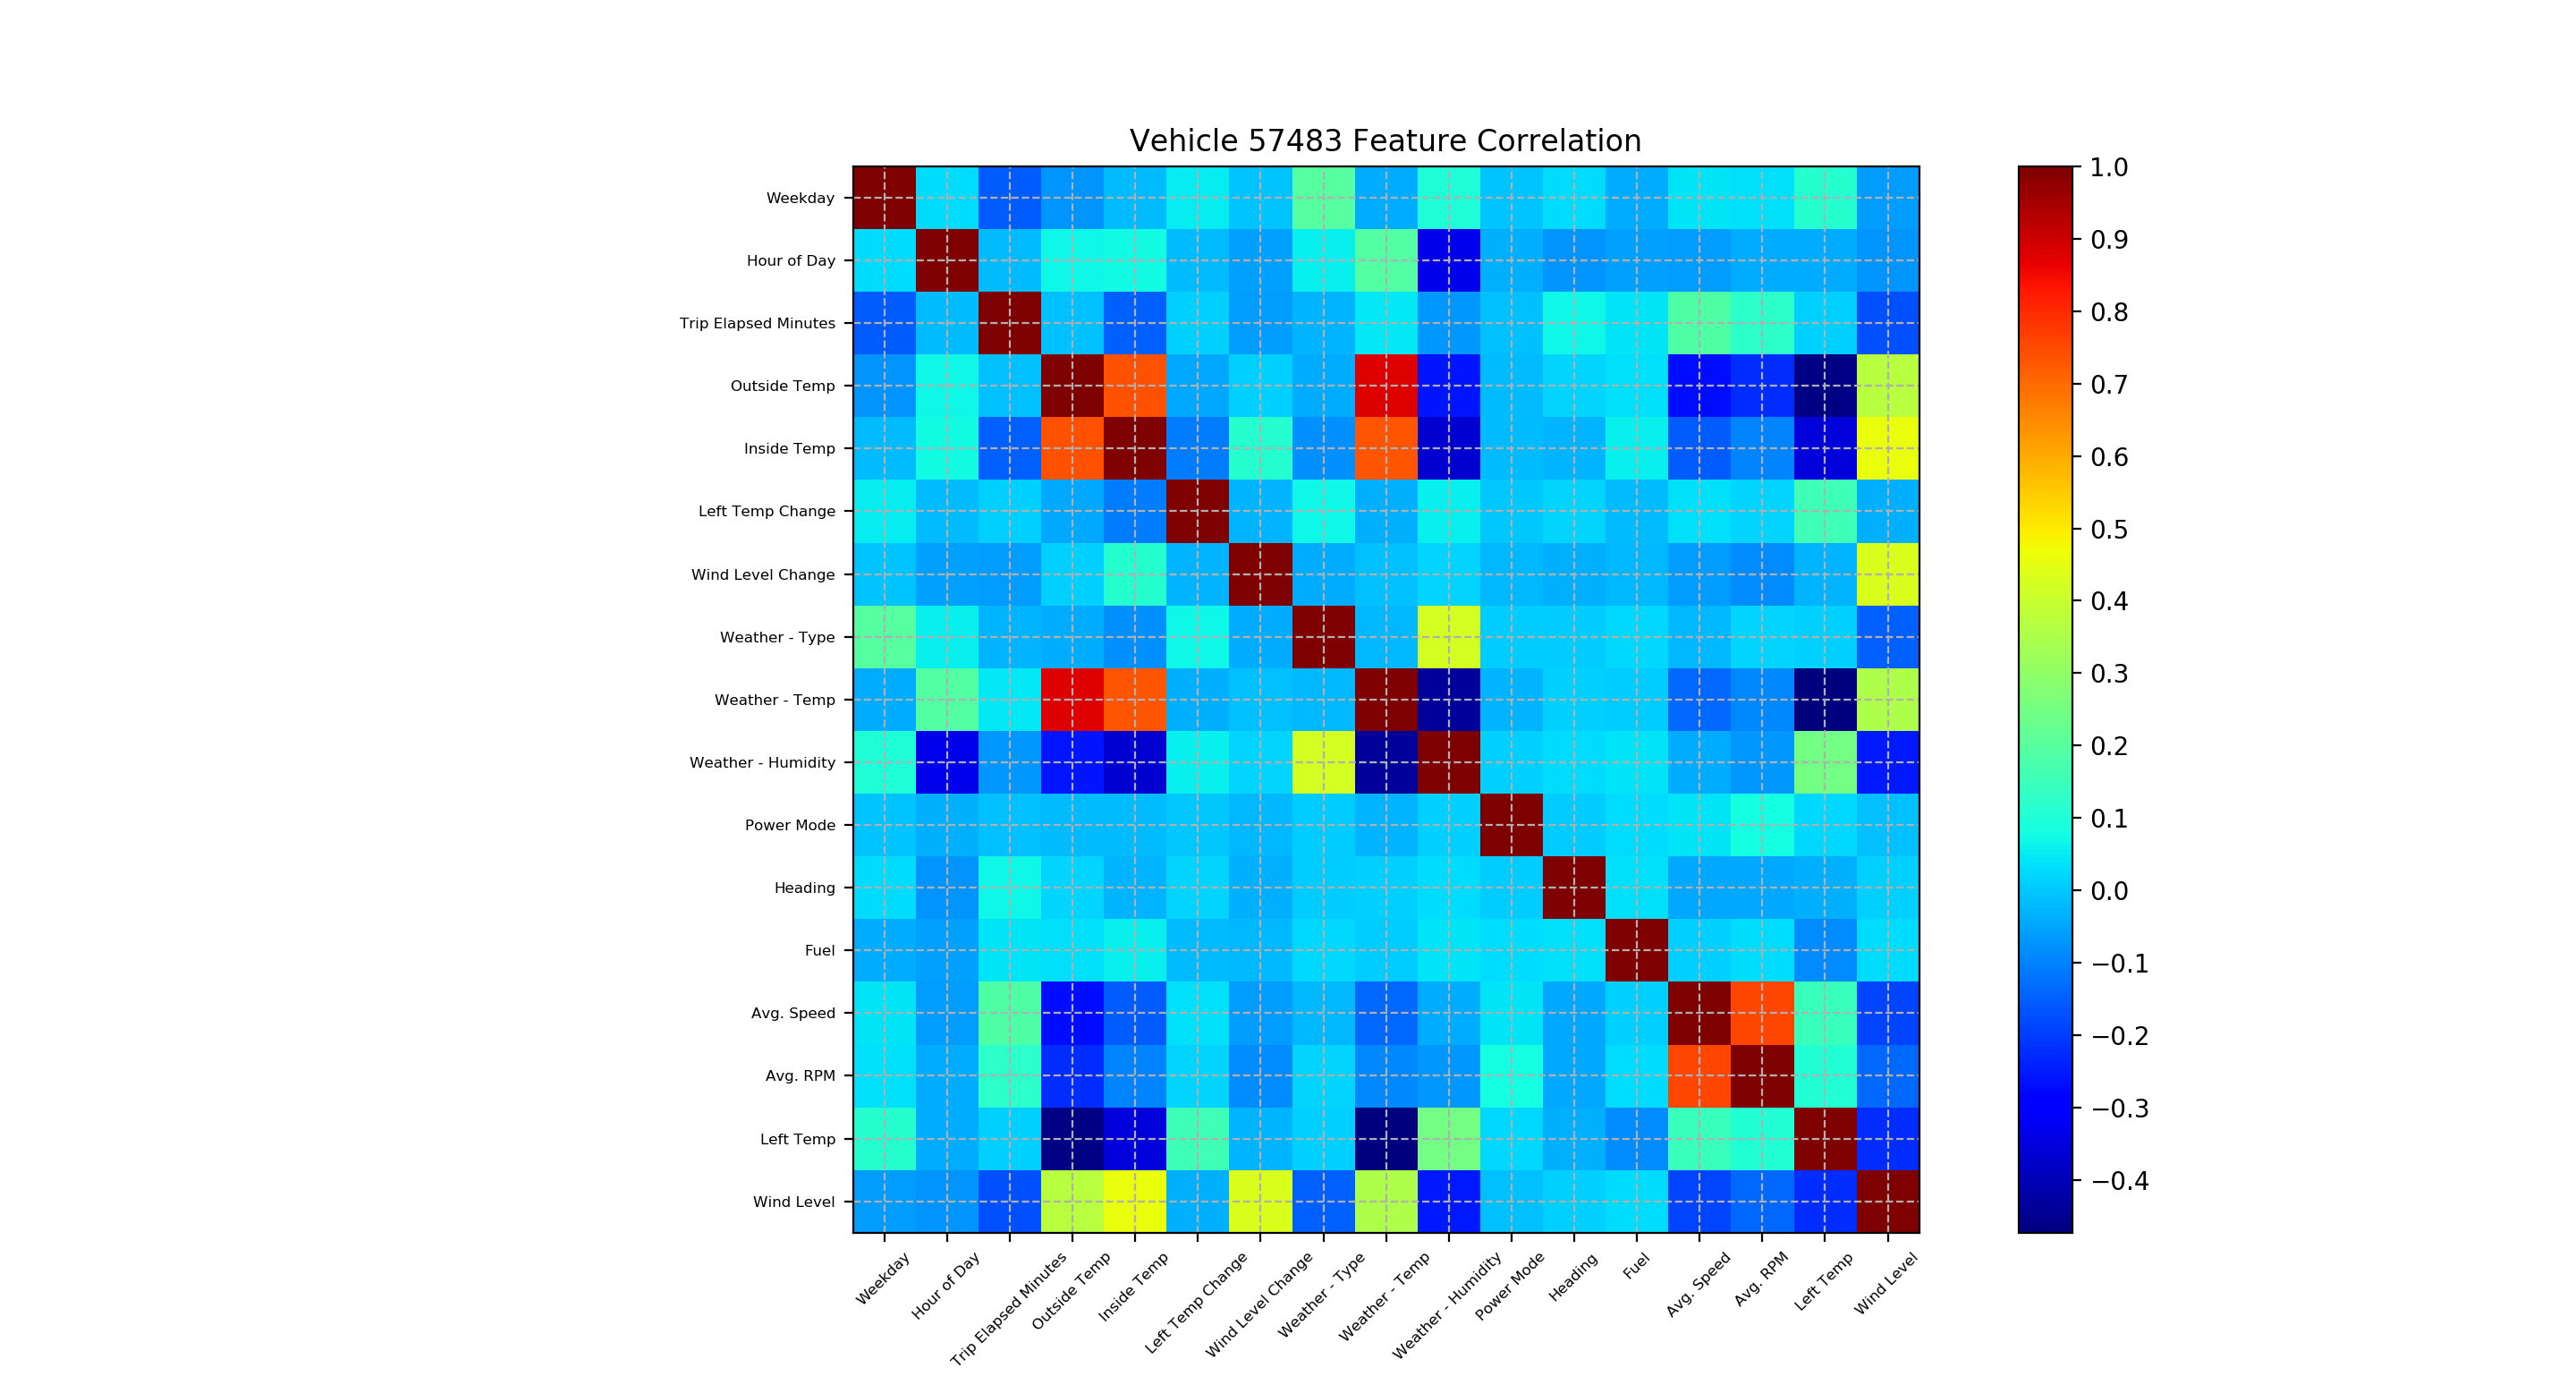 Vehicle 57483 Feature Correlation
Weekday
Hour of Day
Trip Elapsed Minutes
Outside Temp
Inside Temp
Left Temp Change
Wind Level Change
Weather - Type
Weather - Temp
Weather - Humidity
Power Mode
Heading
Fuel
Avg. Speed
Avg. RPM
Left Temp
Wind Level
Weekday
Hour of Day
Trip Elapsed Minutes
Outside Temp
Inside Temp
Left Temp Change
Wind Level Change
Weather - Type
Weather - Temp
Weather - Humidity
Power Mode
Heading
Fuel
Avg. Speed
Avg. RPM
Left Temp
Wind Level
1.0
0.9
0.8
0.7
0.6
0.5
0.4
0.3
0.2
0.1
0.0
−0.1
−0.2
−0.3
−0.4